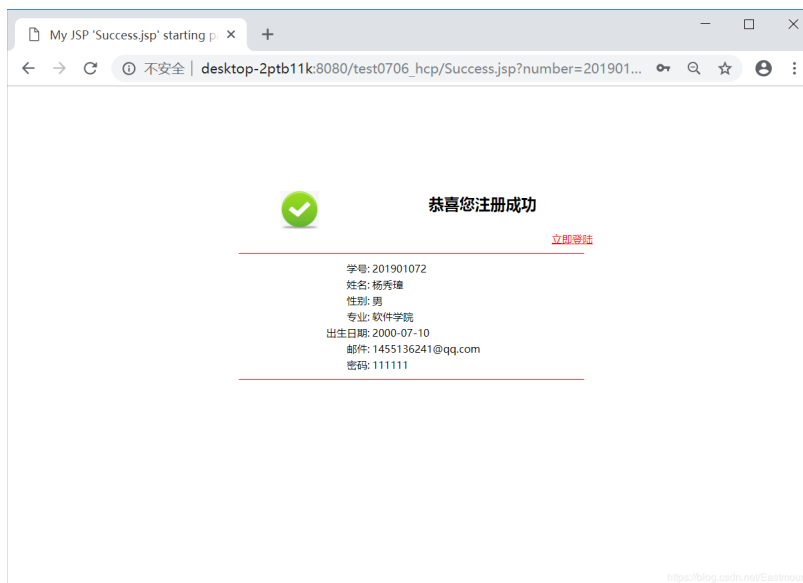 My JSP 'Success.jsp' starting p
不安全 | desktop-2ptb11k:8080/test0706_hcp/Success.jsp?number=201901...
恭喜您注册成功
立即登陆
学号: 201901072
姓名: 杨秀璋
性别: 男
专业: 软件学院
出生日期: 2000-07-10
邮件: 1455136241@qq.com
密码: 111111
https://blog.csdn.net/Eastmount